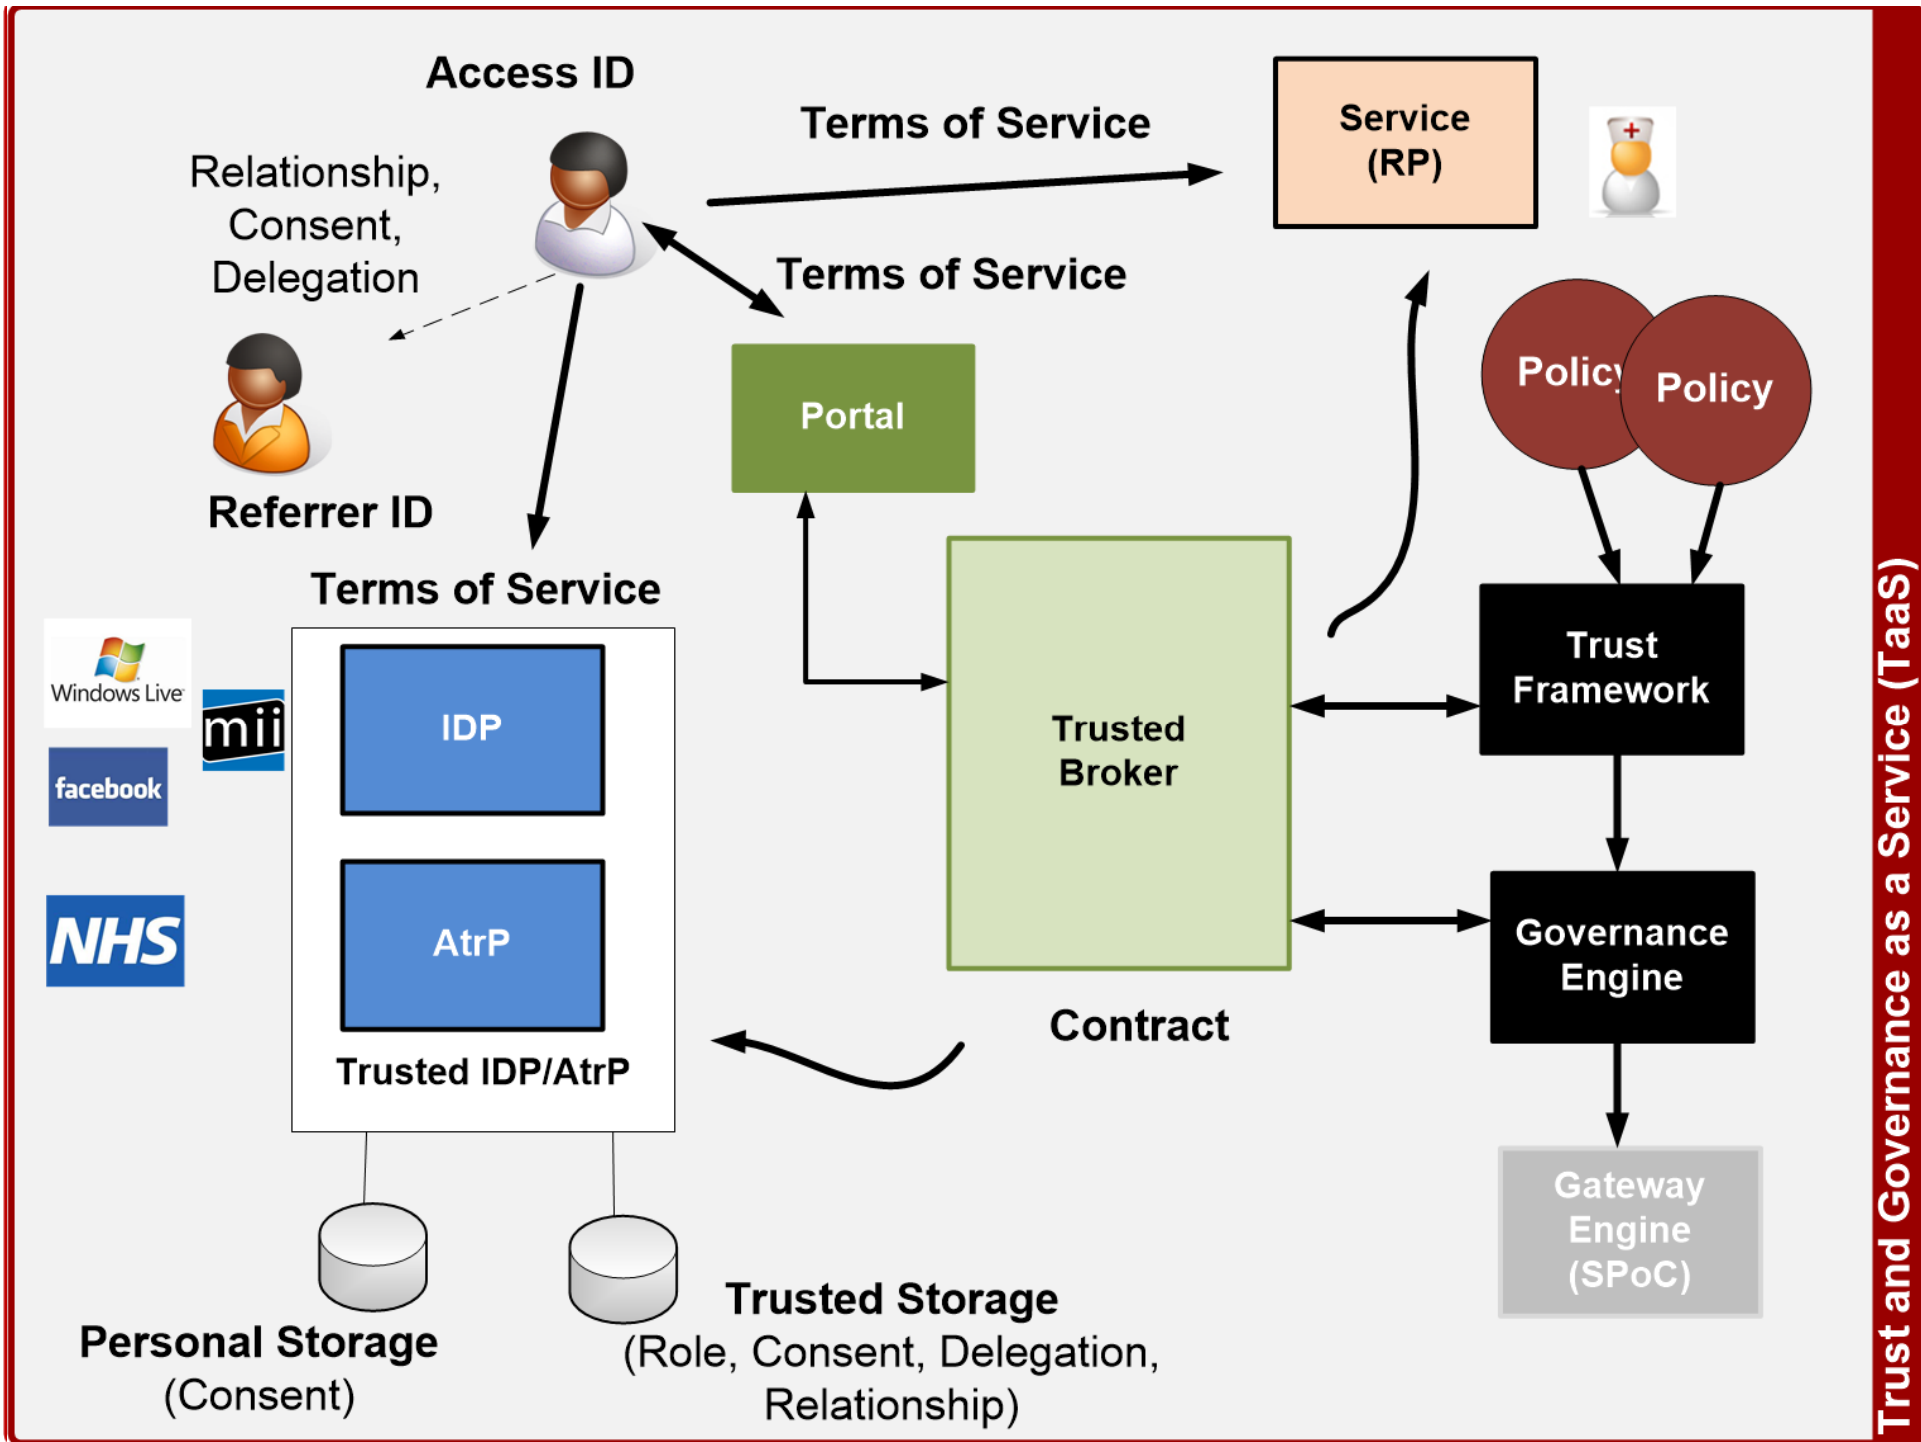 Access ID
Terms of Service
Service
(RP)
Relationship,
Consent,
Delegation
Terms of Service
Policy
Policy
Portal
Referrer ID
Terms of Service
Windows Live
mii
facebook
NHS
IDP
AtrP
Trusted IDP/AtrP
Trusted
Broker
Trust
Framework
Governance
Engine
Contract
Gateway
Engine
(SPoC)
Personal Storage
(Consent)
Trusted Storage
(Role, Consent, Delegation,
Relationship)
Trust and Governance as a Service (TaaS)